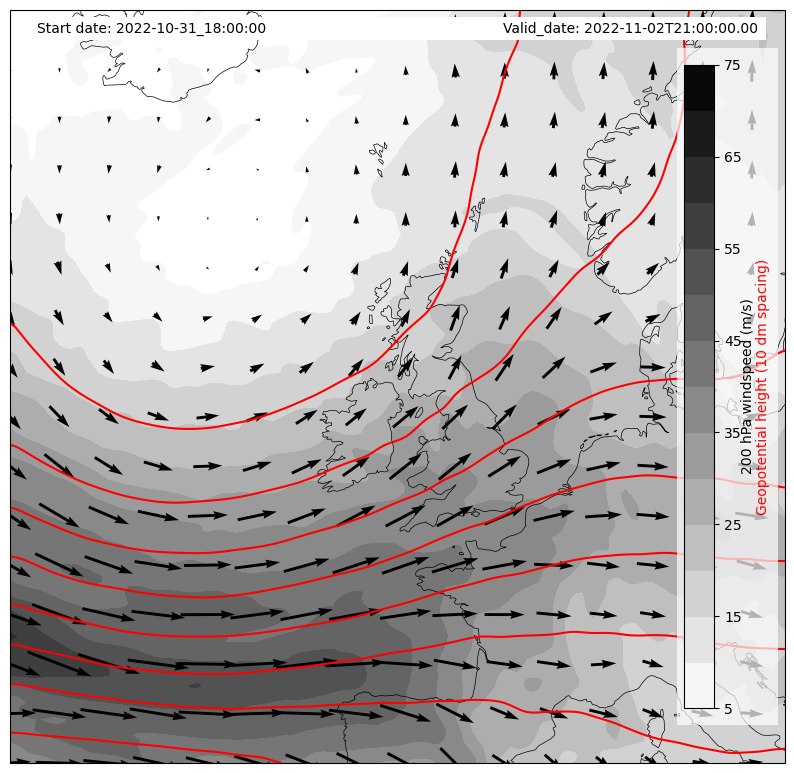 Start date: 2022-10-31_18:00:00
Valid_date: 2022-11-02T21:00:00.00
75
65
55
45
35
25
15
5
200 hPa windspeed (m/s)
Geopotential height (10 dm spacing)